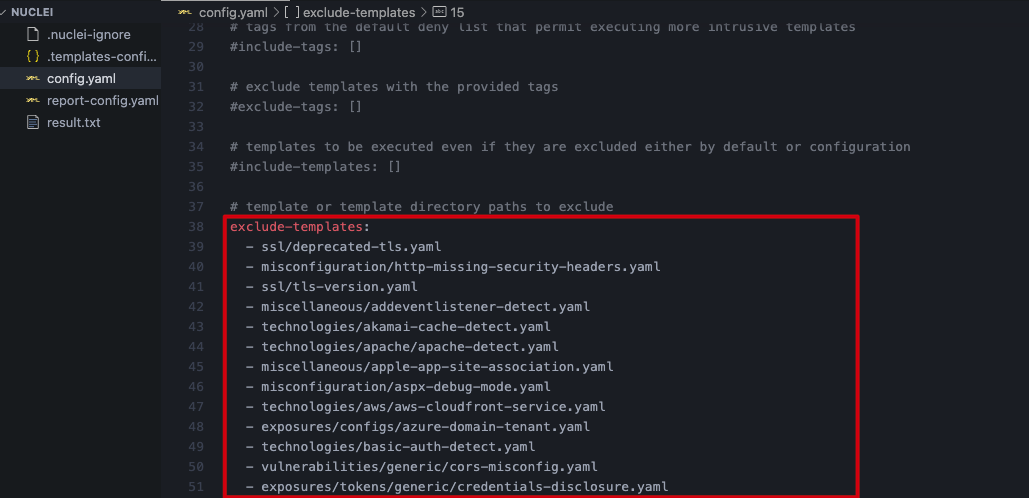 NUCLEI
.nuclei-ignore
.templates-confi...
config.yaml
report-config.yaml
result.txt
config.yaml > [ ] exclude-templates > abc 15
28 # tags from the default deny list that permit executing more intrusive templates
29 #include-tags: []
30
31 # exclude templates with the provided tags
32 #exclude-tags: []
33
34 # templates to be executed even if they are excluded either by default or configuration
35 #include-templates: []
36
37 # template or template directory paths to exclude
38 exclude-templates:
39 - ssl/deprecated-tls.yaml
40 - misconfiguration/http-missing-security-headers.yaml
41 - ssl/tls-version.yaml
42 - miscellaneous/addeventlistener-detect.yaml
43 - technologies/akamai-cache-detect.yaml
44 - technologies/apache/apache-detect.yaml
45 - miscellaneous/apple-app-site-association.yaml
46 - misconfiguration/aspx-debug-mode.yaml
47 - technologies/aws/aws-cloudfront-service.yaml
48 - exposures/configs/azure-domain-tenant.yaml
49 - technologies/basic-auth-detect.yaml
50 - vulnerabilities/generic/cors-misconfig.yaml
51 - exposures/tokens/generic/credentials-disclosure.yaml